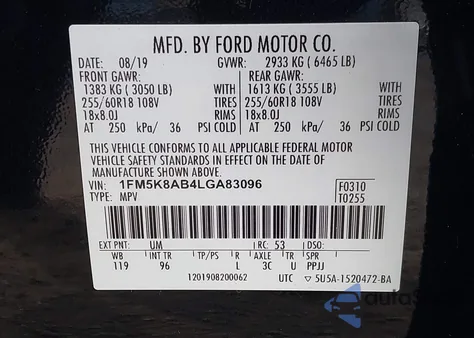 MFD. BY FORD MOTOR CO.
DATE: 08/19 GVWR: 2933 KG ( 6465 LB)
FRONT GAWR: REAR GAWR:
1383 KG ( 3050 LB) WITH 1613 KG ( 3555 LB) WITH
255/60R18 108V TIRES 255/60R18 108V TIRES
18x8.0J RIMS 18x8.0J RIMS
AT 250 kPa/ 36 PSI COLD AT 250 kPa/ 36 PSI COLD
THIS VEHICLE CONFORMS TO ALL APPLICABLE FEDERAL MOTOR
VEHICLE SAFETY AND THEFT PREVENTION STANDARDS IN EFFECT ON THE DATE OF
MANUFACTURE SHOWN ABOVE.
VIN: 1FM5K8AB4LGA83096 F0310
TYPE: MPV T0255
EXT PNT: UM RC: 53 DSO:
WB INT TR TP/PS R AXLE TR SPR
119 96 L 3C U PPJJ
1201908200062 UTC ▽ 5U5A-1520472-BA